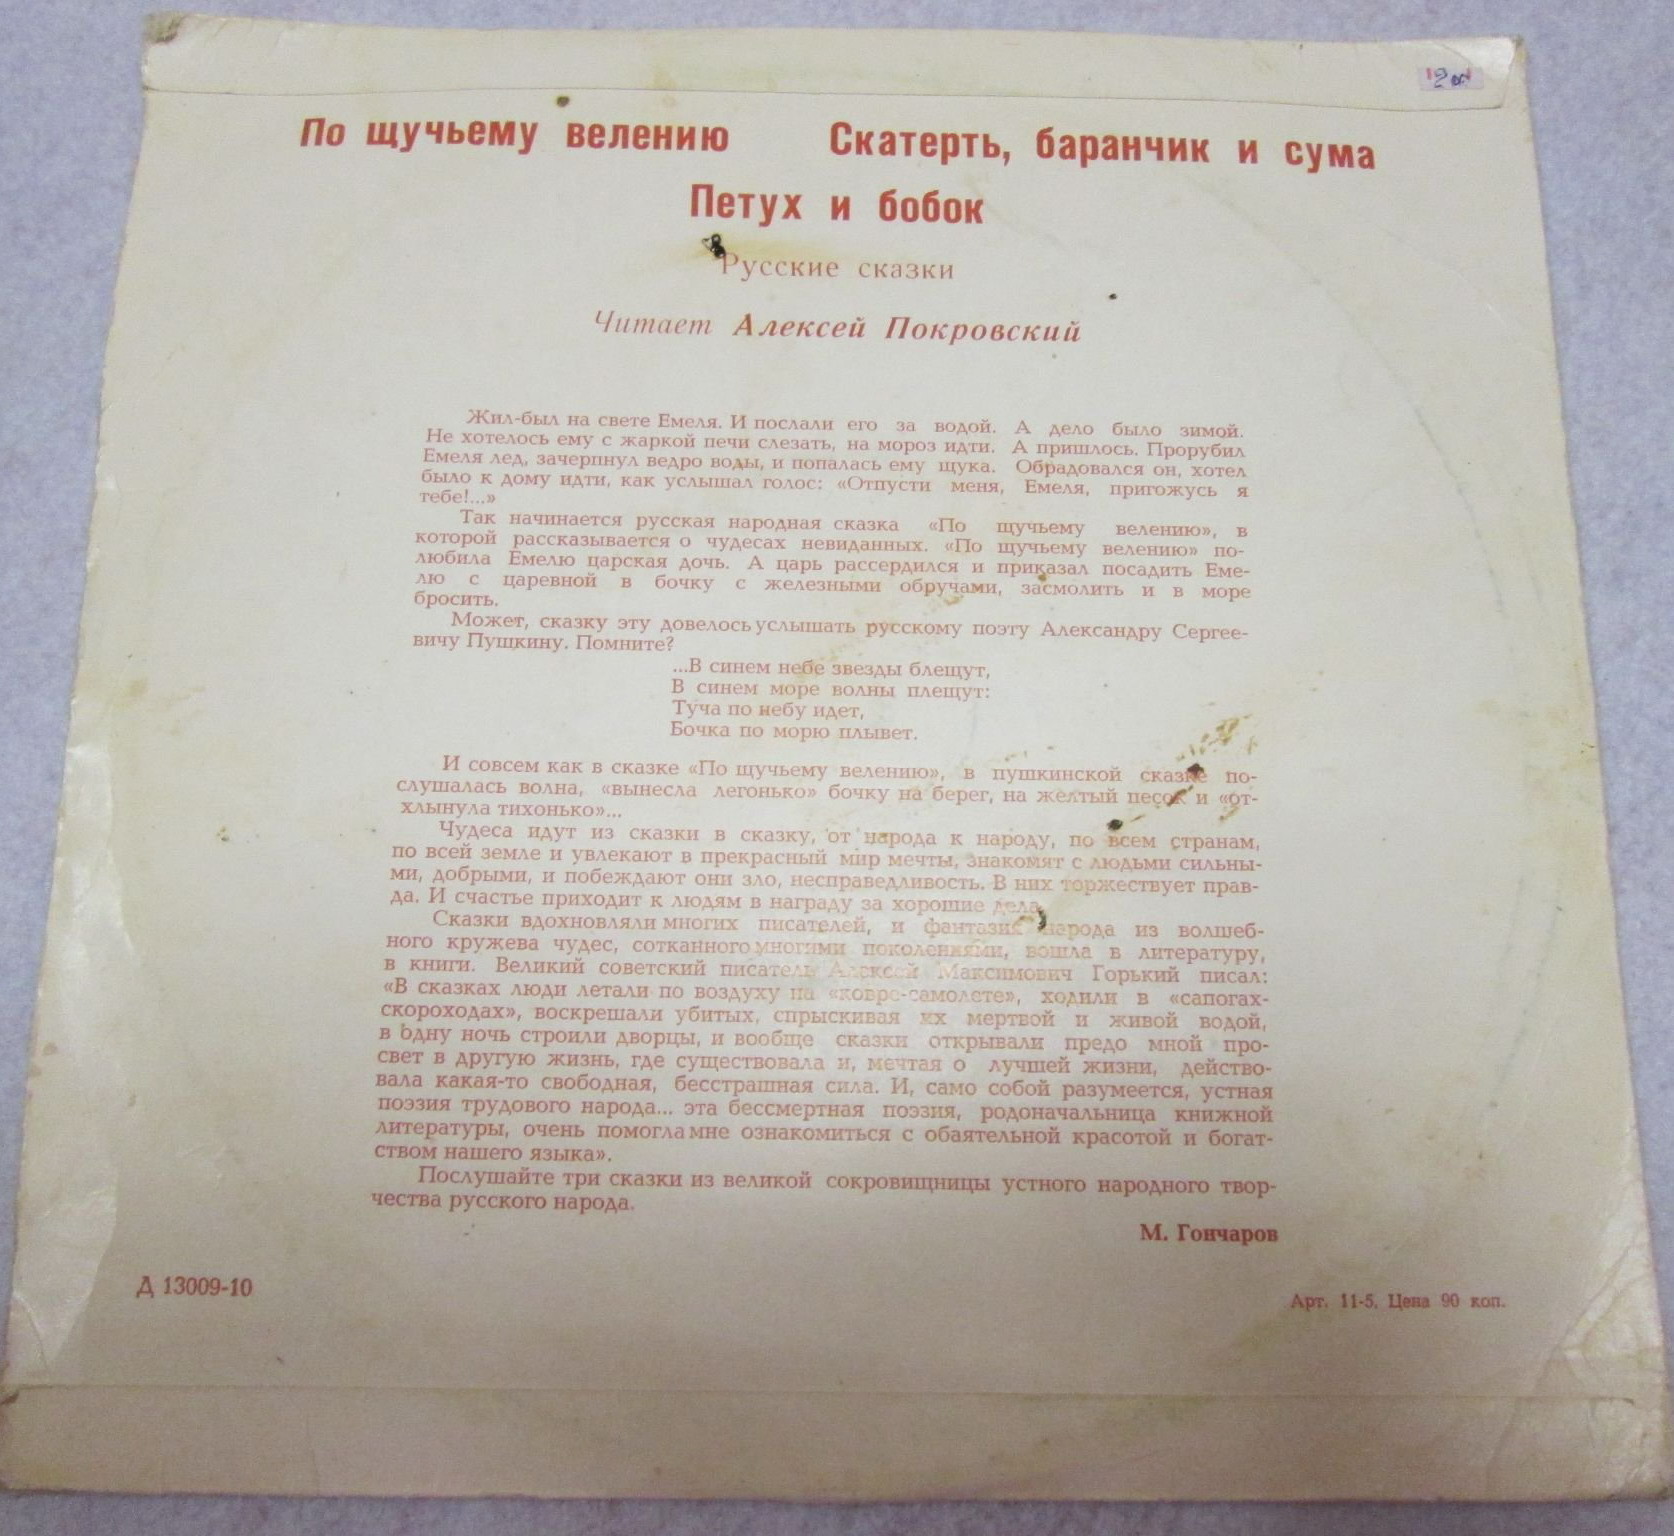 По щучьему велению Скатерть, баранчик и сума
Петух и бобок
Русские сказки
Читает Алексей Покровский
Жил-был на свете Емеля. И послали его за водой. А дело было зимой.
Не хотелось ему с жаркой печи слезать, на мороз идти. А пришлось. Прорубил
Емеля лед, зачерпнул ведро воды, и попалась ему щука. Обрадовался он, хотел
было к дому идти, как услышал голос: «Отпусти меня, Емеля, пригожусь я
тебе!...»
Так начинается русская народная сказка «По щучьему велению», в
которой рассказывается о чудесах невиданных. «По щучьему велению» по-
любила Емелю царская дочь. А царь рассердился и приказал посадить Еме-
лю с царевной в бочку с железными обручами, засмолить и в море
бросить.
Может, сказку эту довелось услышать русскому поэту Александру Сергее-
вичу Пушкину. Помните?
...В синем небе звезды блещут,
В синем море волны плещут:
Туча по небу идет,
Бочка по морю плывет.
И совсем как в сказке «По щучьему велению», в пушкинской сказке по-
слушалась волна, «вынесла легонько» бочку на берег, на желтый песок и «от-
хлынула тихонько»...
Чудеса идут из сказки в сказку, от народа к народу, по всем странам,
по всей земле и увлекают в прекрасный мир мечты, знакомят с людьми сильны-
ми, добрыми, и побеждают они зло, несправедливость. В них торжествует прав-
да. И счастье приходит к людям в награду за хорошие дела.
Сказки вдохновляли многих писателей, и фантазия народа из волшеб-
ного кружева чудес, сотканного многими поколениями, вошла в литературу,
в книги. Великий советский писатель Алексей Максимович Горький писал:
«В сказках люди летали по воздуху на «ковре-самолете», ходили в «сапогах-
скороходах», воскрешали убитых, спрыскивая их мертвой и живой водой,
в одну ночь строили дворцы, и вообще сказки открывали предо мной про-
свет в другую жизнь, где существовала и, мечтая о лучшей жизни, действо-
вала какая-то свободная, бесстрашная сила. И, само собой разумеется, устная
поэзия трудового народа... эта бессмертная поэзия, родоначальница книжной
литературы, очень помогла мне ознакомиться с обаятельной красотой и богат-
ством нашего языка».
Послушайте три сказки из великой сокровищницы устного народного твор-
чества русского народа.
М. Гончаров
Д 13009-10
Арт. 11-5. Цена 90 коп.